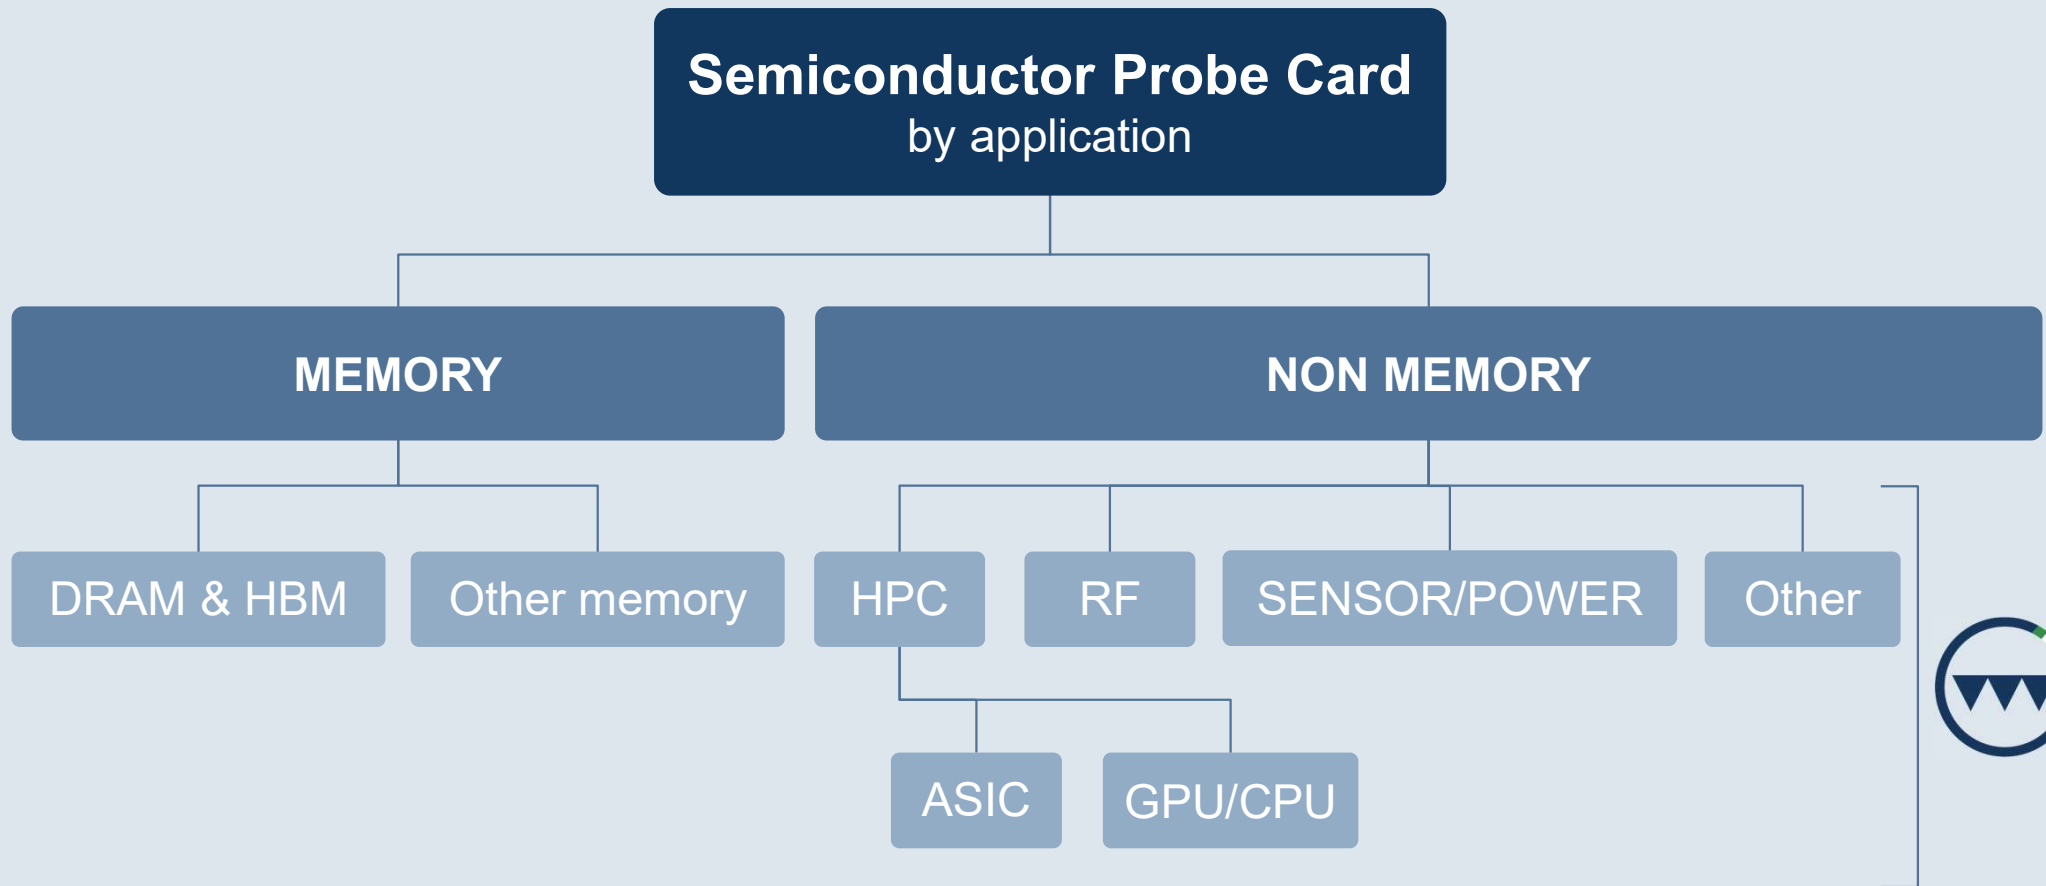 Semiconductor Probe Card
by application
MEMORY
NON MEMORY
DRAM & HBM
Other memory
HPC
RF
SENSOR/POWER
Other
ASIC
GPU/CPU